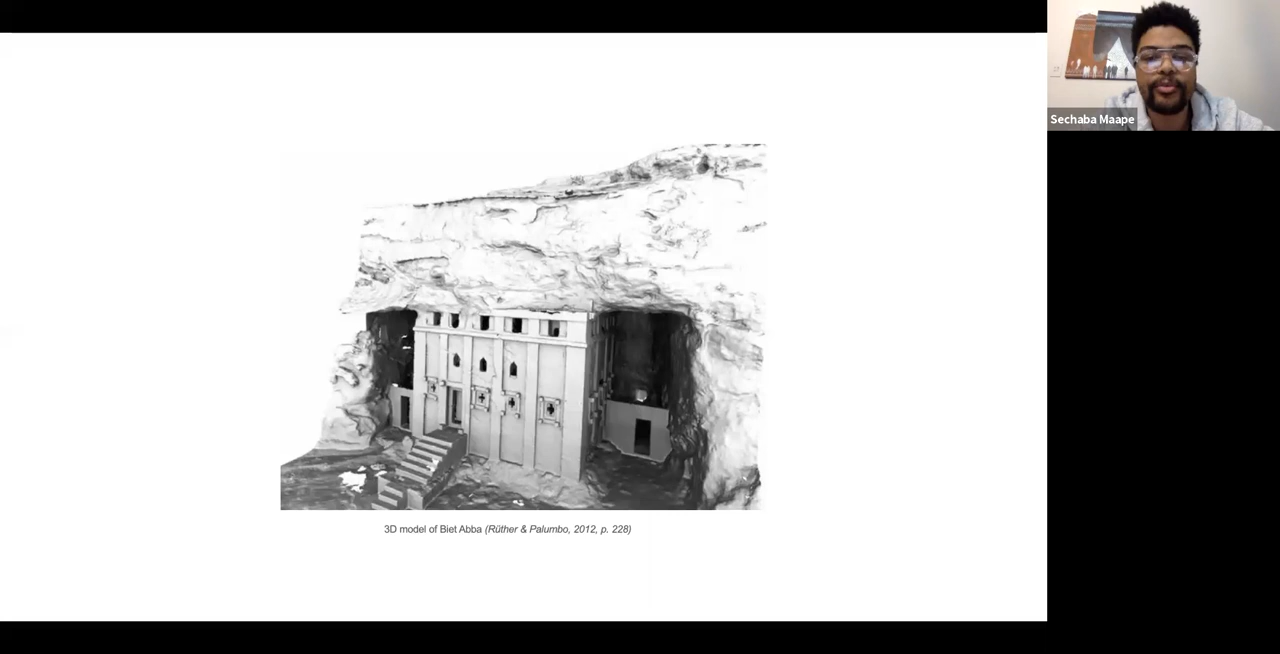 Sechaba Maape
3D model of Biet Abba (Rüther & Palumbo, 2012, p. 228)